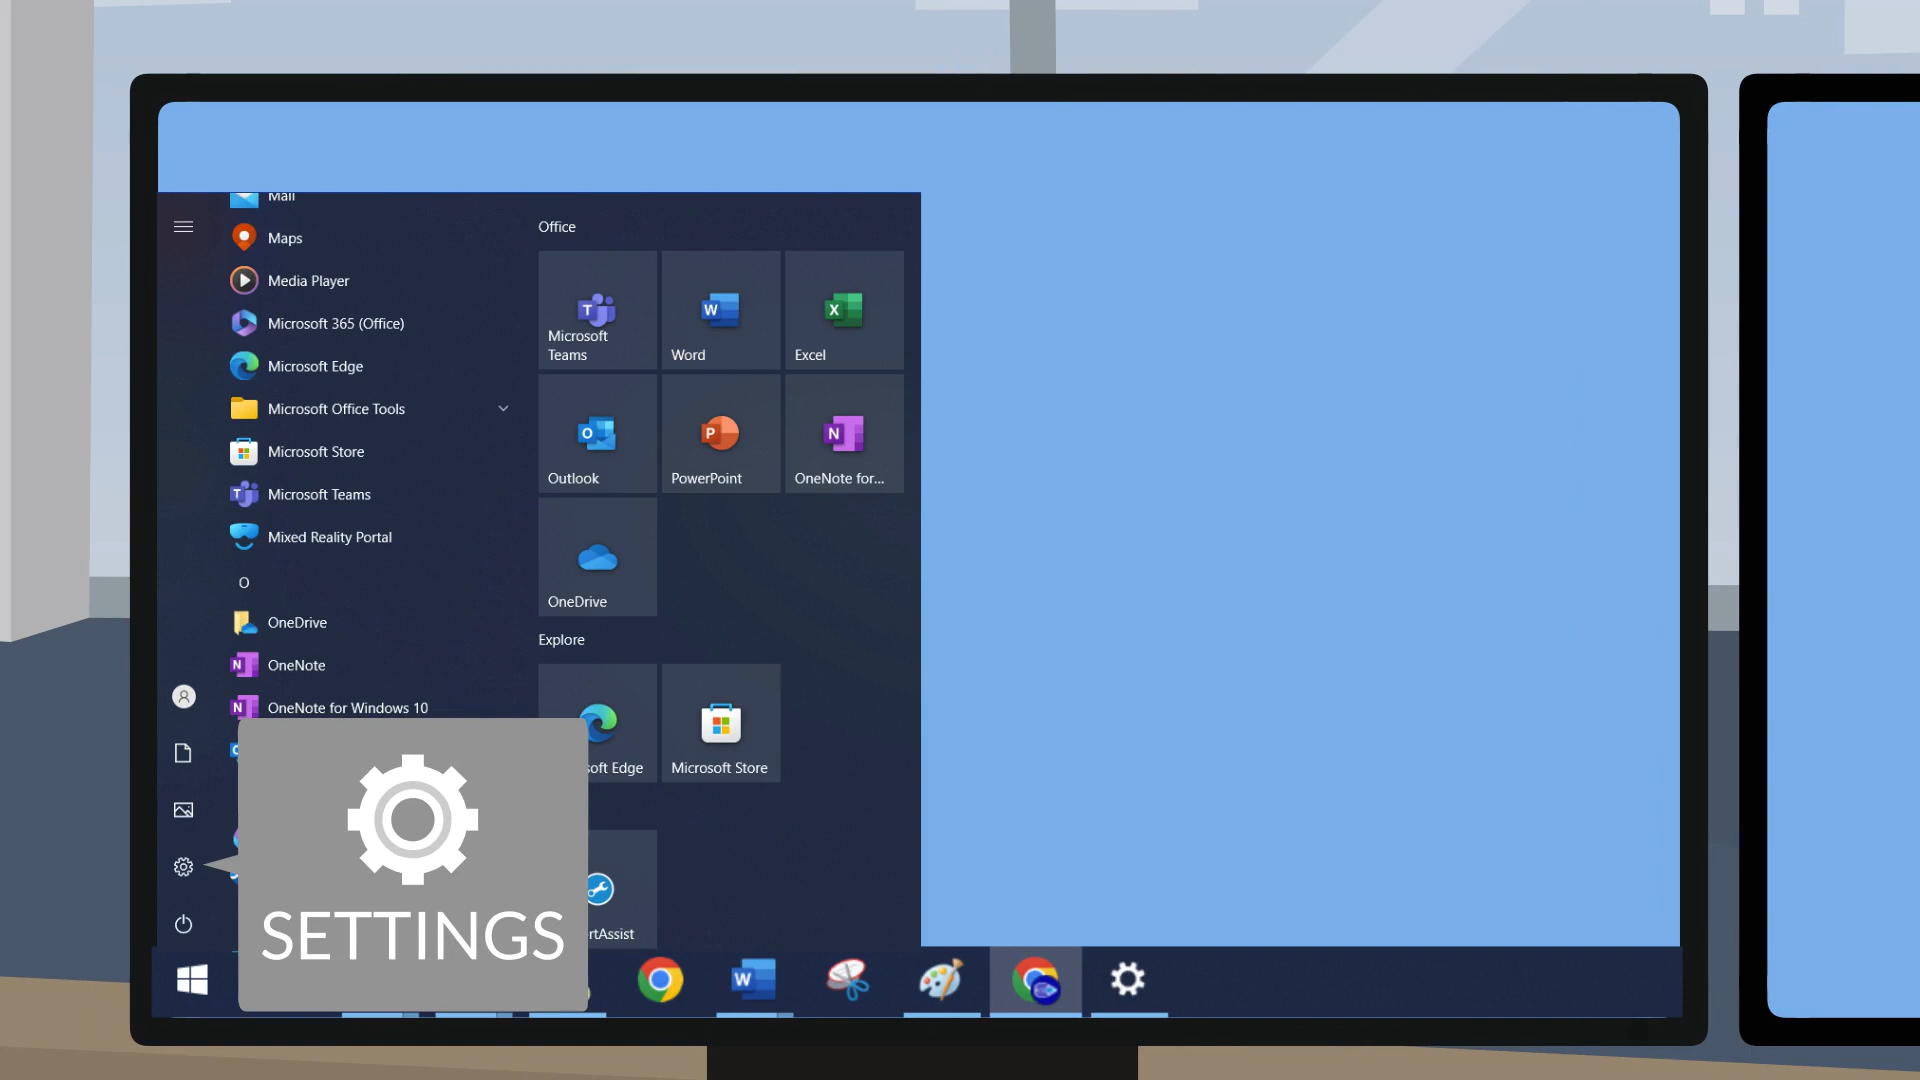 Mail
Maps
Media Player
Microsoft 365 (Office)
Microsoft Edge
Microsoft Office Tools
Microsoft Store
Microsoft Teams
Mixed Reality Portal
O
OneDrive
OneNote
OneNote for Windows 10
Office
Microsoft
Teams
Word
Excel
Outlook
PowerPoint
OneNote for...
OneDrive
Explore
soft Edge
Microsoft Store
rtAssist
SETTINGS